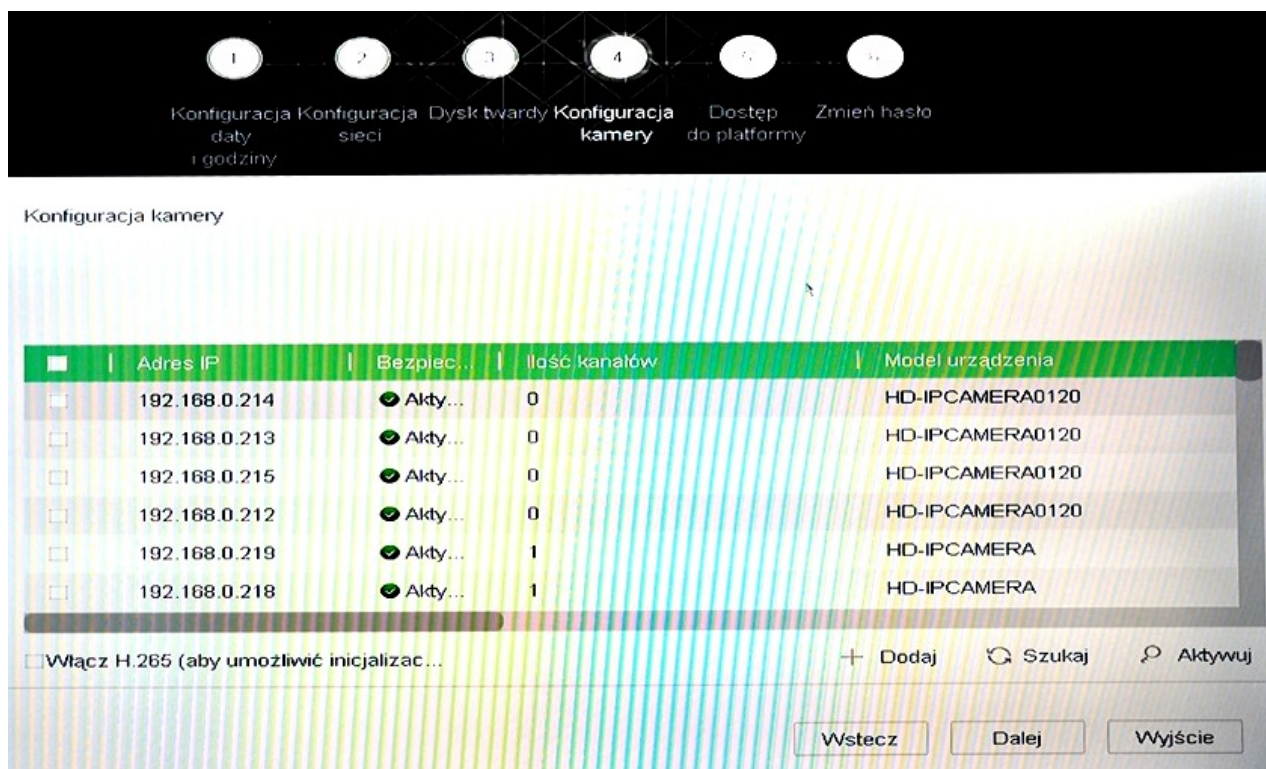 1 2 3 4 5 6
Konfiguracja daty i godziny
Konfiguracja sieci
Dysk twardy
Konfiguracja kamery
Dostęp do platformy
Zmień hasło
Konfiguracja kamery
Adres IP Bezpiec... Ilość kanałów Model urządzenia
192.168.0.214 Akty... 0 HD-IPCAMERA0120
192.168.0.213 Akty... 0 HD-IPCAMERA0120
192.168.0.215 Akty... 0 HD-IPCAMERA0120
192.168.0.212 Akty... 0 HD-IPCAMERA0120
192.168.0.219 Akty... 1 HD-IPCAMERA
192.168.0.218 Akty... 1 HD-IPCAMERA
Włącz H.265 (aby umożliwić inicjalizac... Dodaj Szukaj Aktywuj
Wstecz Dalej Wyjście